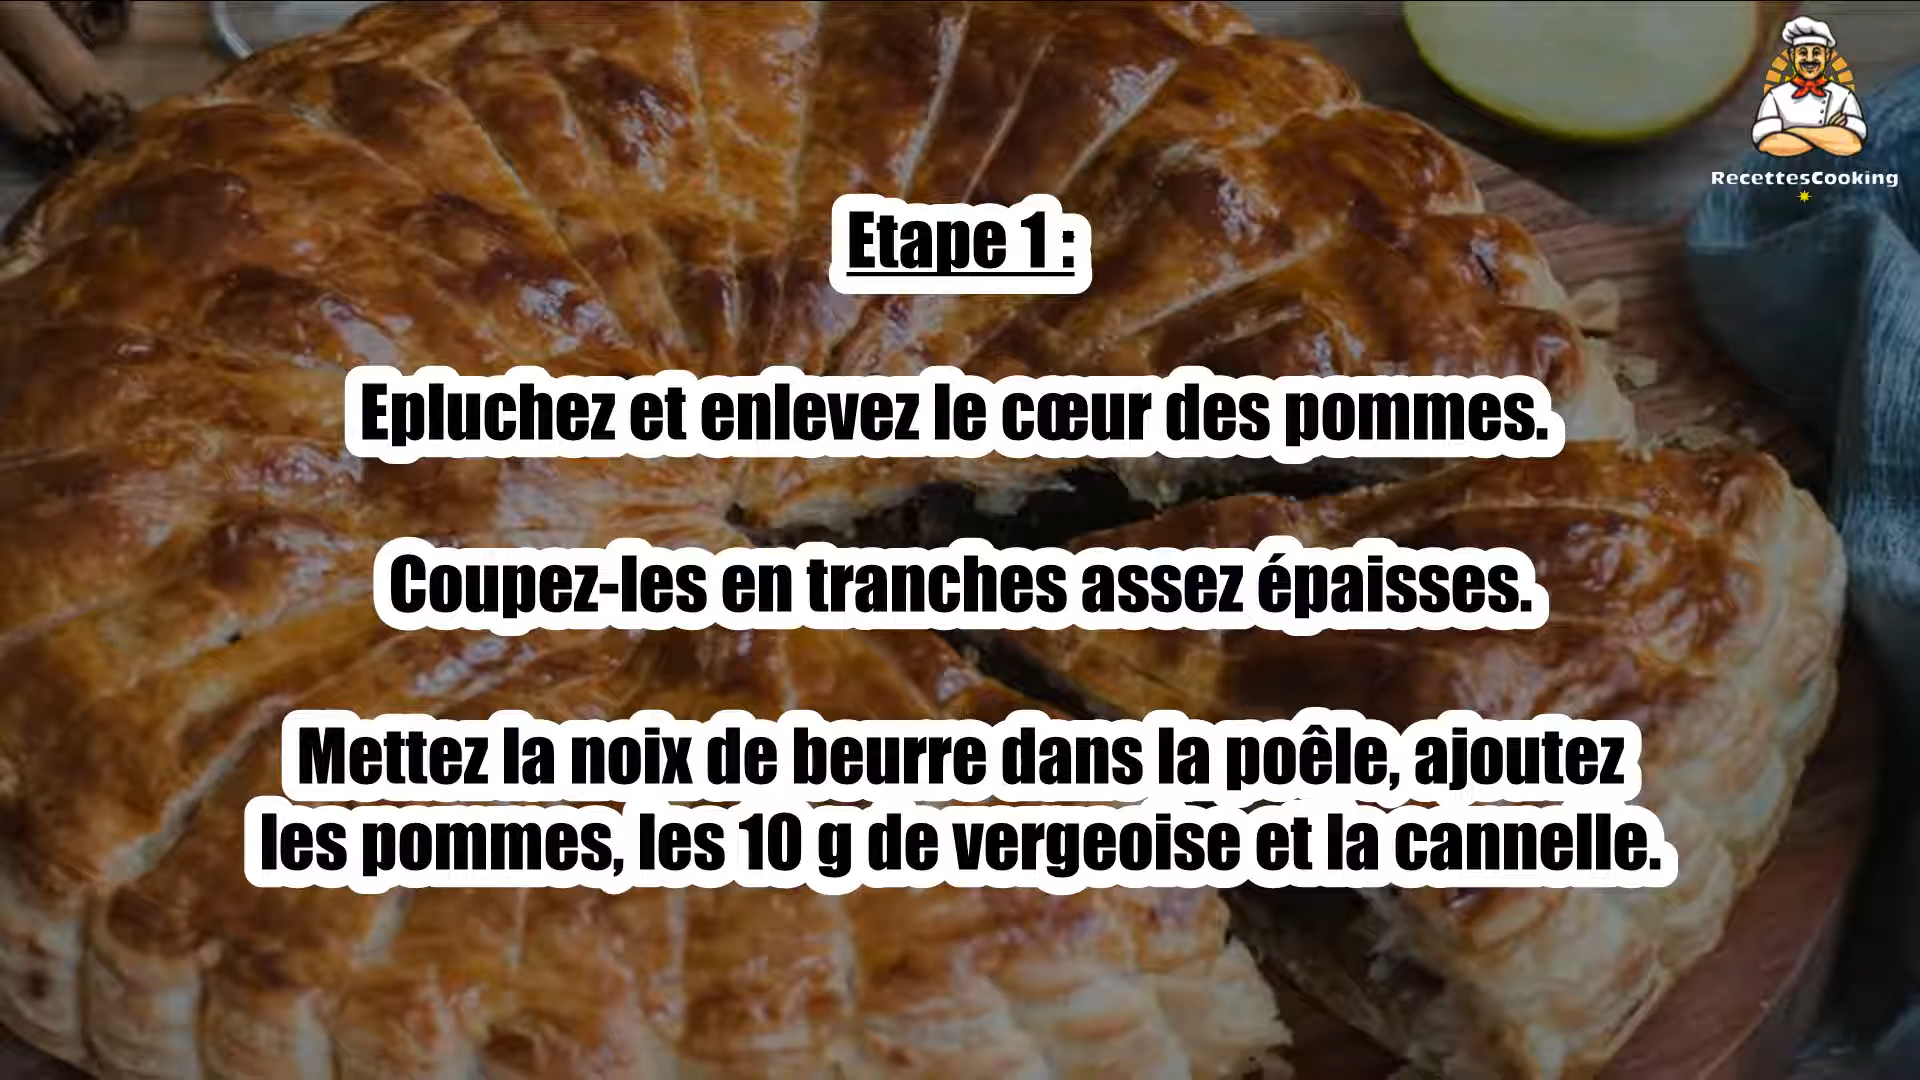 RecettesCooking
Etape 1 :
Epluchez et enlevez le cœur des pommes.
Coupez-les en tranches assez épaisses.
Mettez la noix de beurre dans la poêle, ajoutez
les pommes, les 10 g de vergeoise et la cannelle.